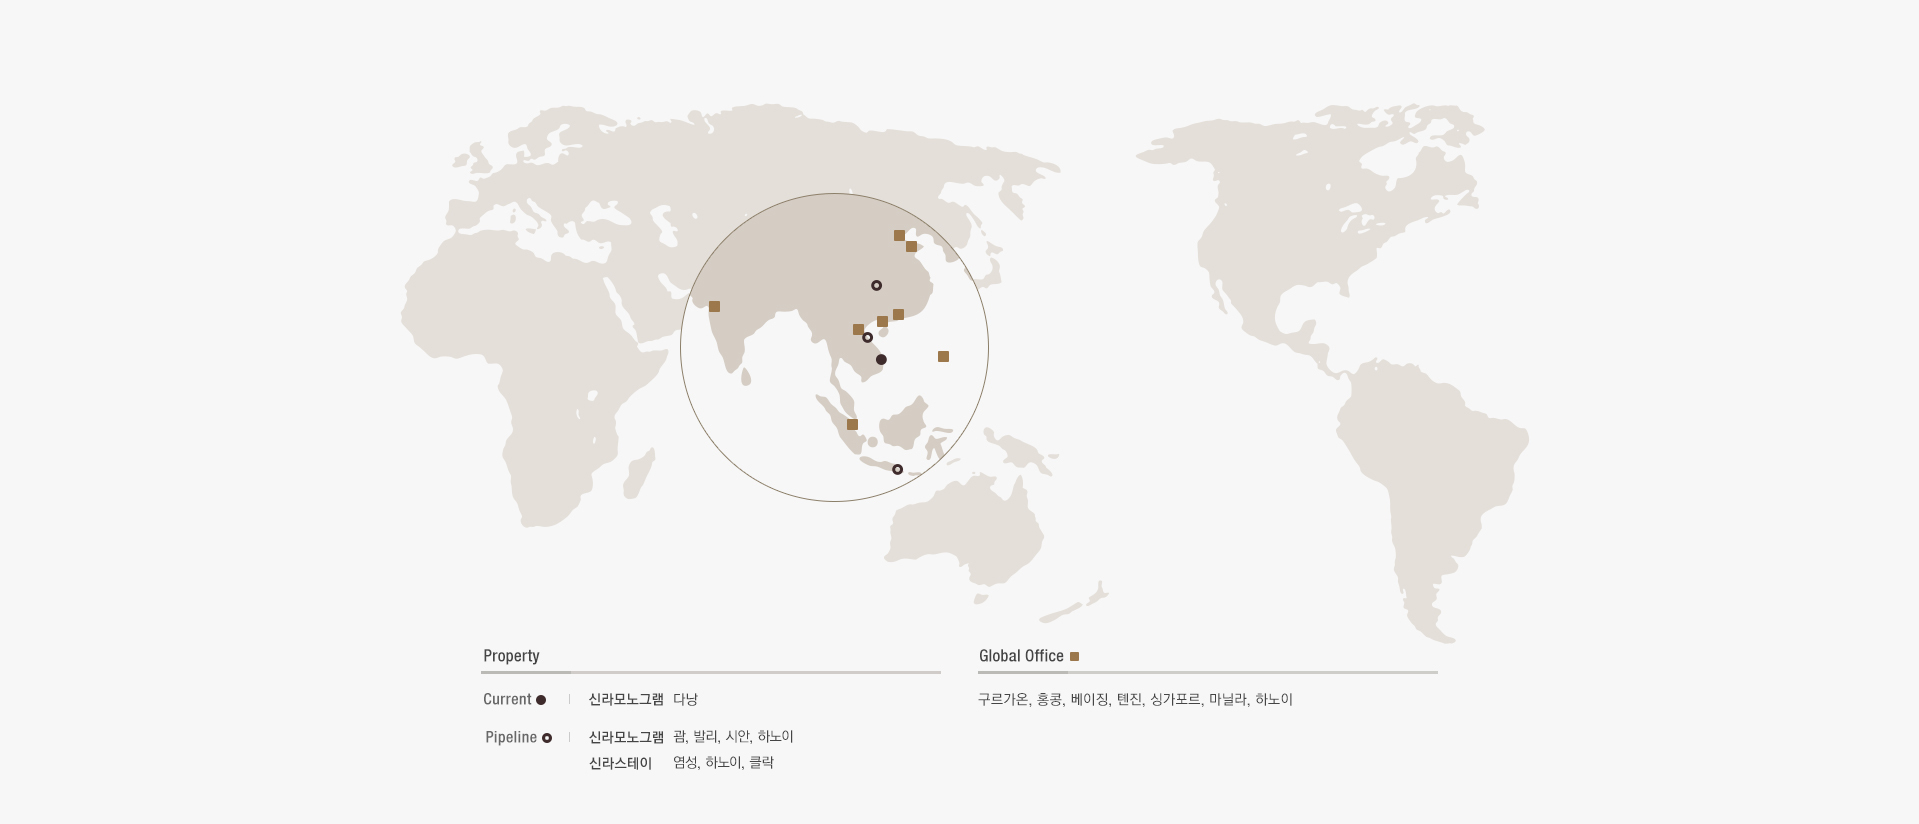 Property
Current
신라모노그램 다낭
Pipeline
신라모노그램 괌, 발리, 시안, 하노이
신라스테이 옌성, 하노이, 클락
Global Office
구르가온, 홍콩, 베이징, 톈진, 싱가포르, 마닐라, 하노이